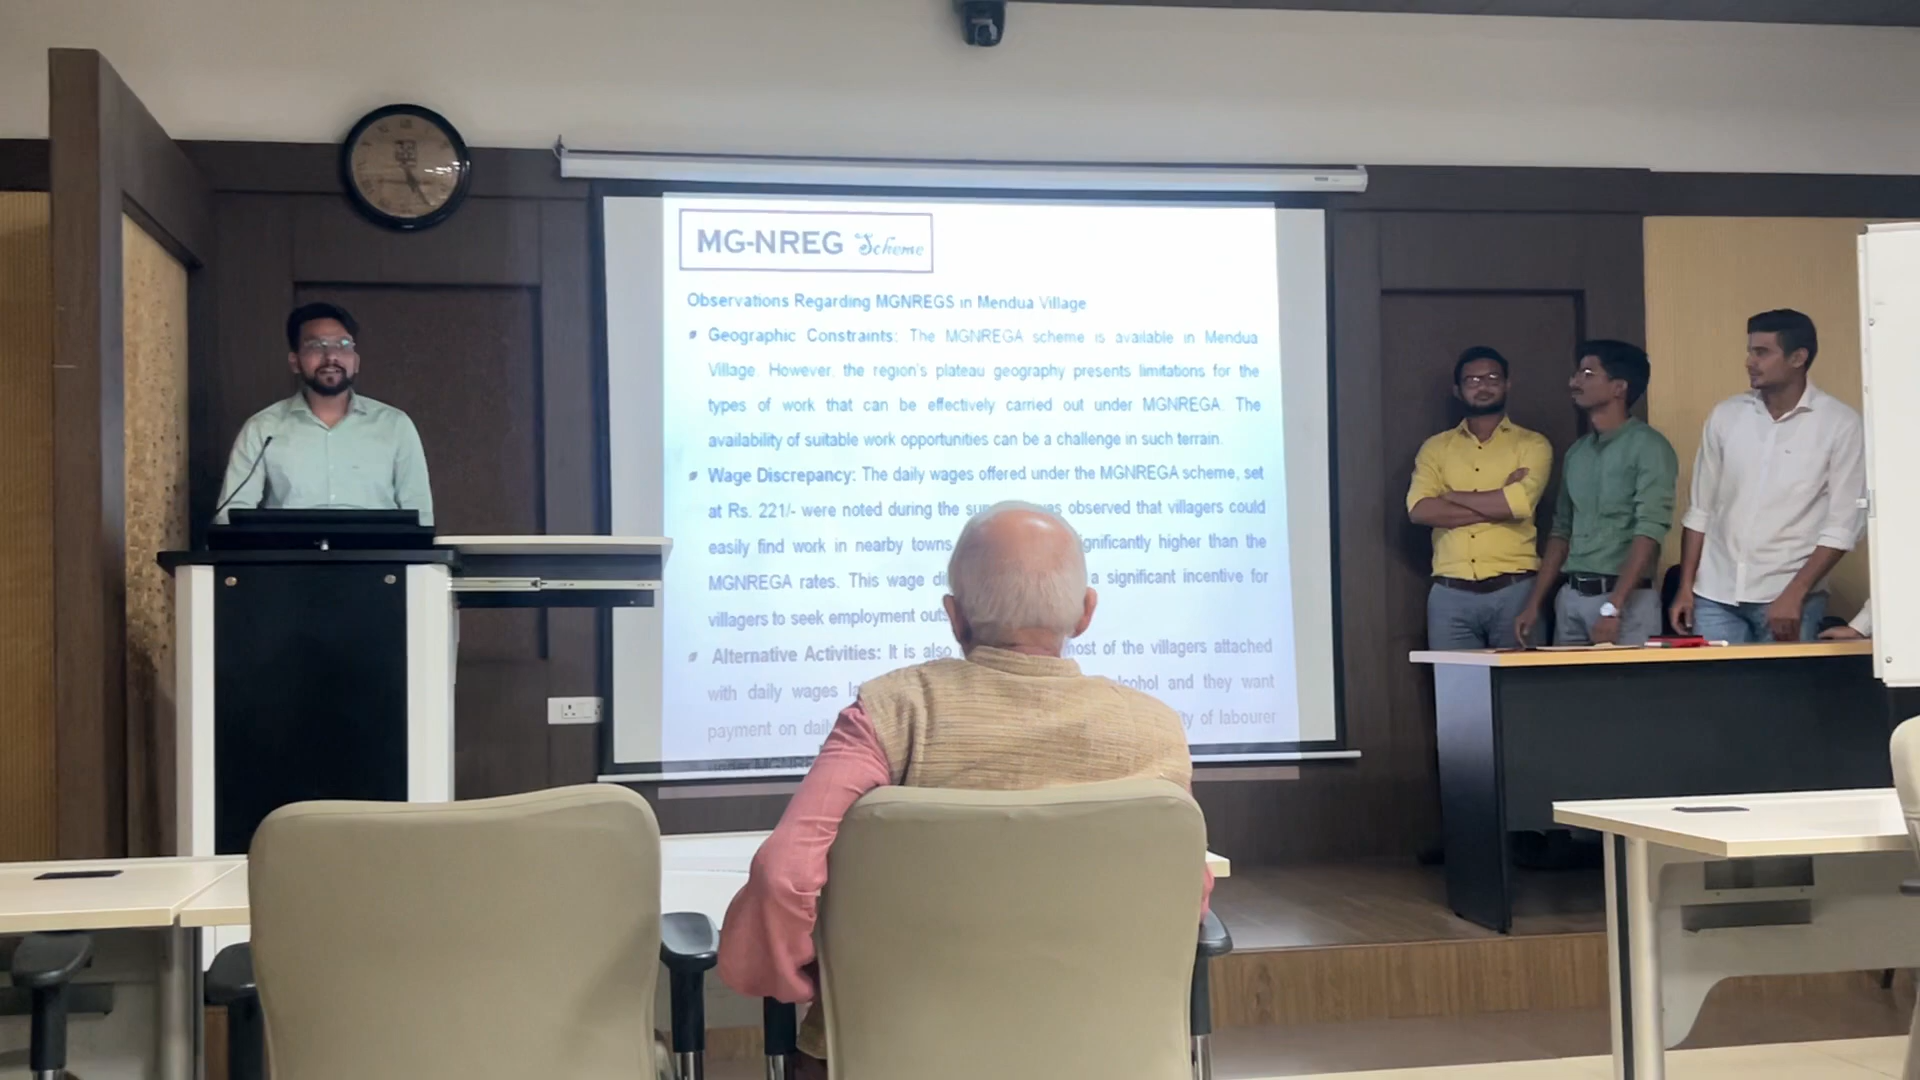 MG-NREG Scheme
Observations Regarding MGNREGS in Mendua Village
Geographic Constraints: The MGNREGA scheme is available in Mendua
Village. However, the region's plateau geography presents limitations for the
types of work that can be effectively carried out under MGNREGA. The
availability of suitable work opportunities can be a challenge in such terrain.
Wage Discrepancy: The daily wages offered under the MGNREGA scheme, set
at Rs. 221/- were noted during the observed that villagers could
easily find work in nearby towns higher than the
MGNREGA rates. This wage a significant incentive for
villagers to seek employment
Alternative Activities: It is also most of the villagers attached
with daily wages and they want
payment on of labourer
under